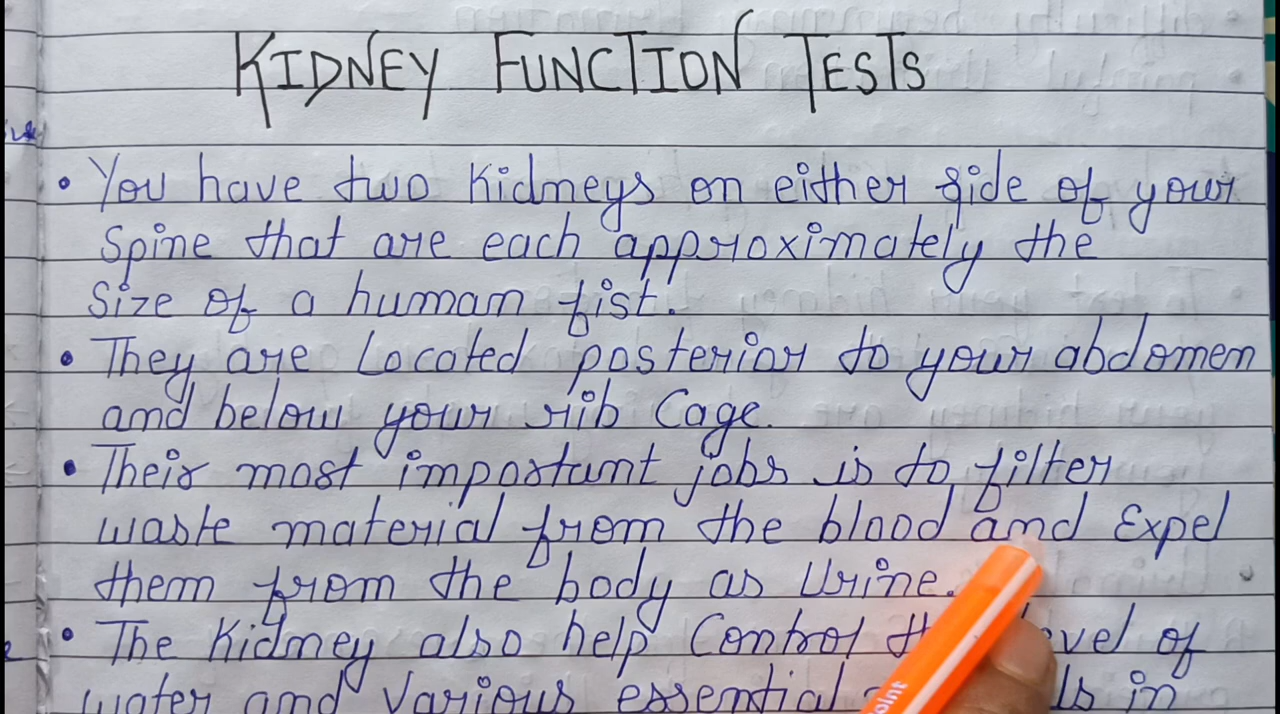 KIDNEY FUNCTION TESTS
• You have two Kidneys on either side of your
Spine that are each approximately the
Size of a human fist.
• They are Located posterior to your abdomen
and below your rib Cage.
• Their most important jobs is to filter
waste material from the blood and Expel
them from the body as Urine.
• The Kidney also help Control of
water and Various essential in